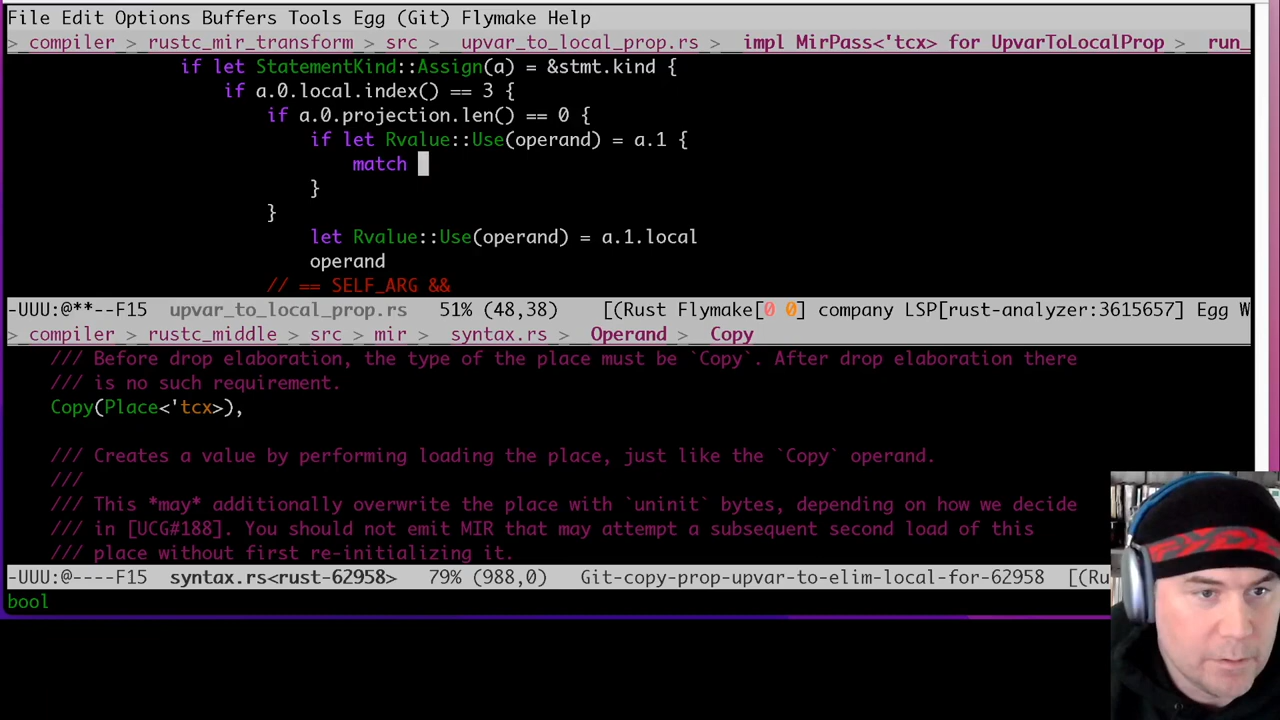 File Edit Options Buffers Tools Egg (Git) Flymake Help
> compiler > rustc_mir_transform > src > upvar_to_local_prop.rs > impl MirPass<'tcx> for UpvarToLocalProp > run_
if let StatementKind::Assign(a) = &stmt.kind {
if a.0.local.index() == 3 {
if a.0.projection.len() == 0 {
if let Rvalue::Use(operand) = a.1 {
match
}
}
let Rvalue::Use(operand) = a.1.local
operand
// == SELF_ARG &&
-UUU:@**--F15 upvar_to_local_prop.rs 51% (48,38) [(Rust Flymake[0 0] company LSP[rust-analyzer:3615657] Egg W
> compiler > rustc_middle > src > mir > syntax.rs > Operand > Copy
/// Before drop elaboration, the type of the place must be `Copy`. After drop elaboration there
/// is no such requirement.
Copy(Place<'tcx>),
/// Creates a value by performing loading the place, just like the `Copy` operand.
///
/// This *may* additionally overwrite the place with `uninit` bytes, depending on how we decide
/// in [UCG#188]. You should not emit MIR that may attempt a subsequent second load of this
/// place without first re-initializing it.
-UUU:@----F15 syntax.rs<rust-62958> 79% (988,0) Git-copy-prop-upvar-to-elim-local-for-62958 [(Ru
bool